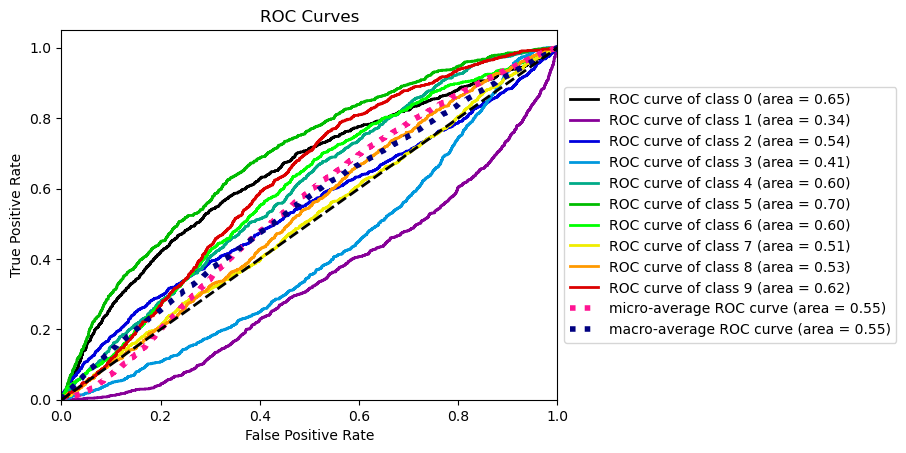 ROC Curves
True Positive Rate
1.0
0.8
0.6
0.4
0.2
0.0
0.0 0.2 0.4 0.6 0.8 1.0
False Positive Rate
ROC curve of class 0 (area = 0.65)
ROC curve of class 1 (area = 0.34)
ROC curve of class 2 (area = 0.54)
ROC curve of class 3 (area = 0.41)
ROC curve of class 4 (area = 0.60)
ROC curve of class 5 (area = 0.70)
ROC curve of class 6 (area = 0.60)
ROC curve of class 7 (area = 0.51)
ROC curve of class 8 (area = 0.53)
ROC curve of class 9 (area = 0.62)
micro-average ROC curve (area = 0.55)
macro-average ROC curve (area = 0.55)